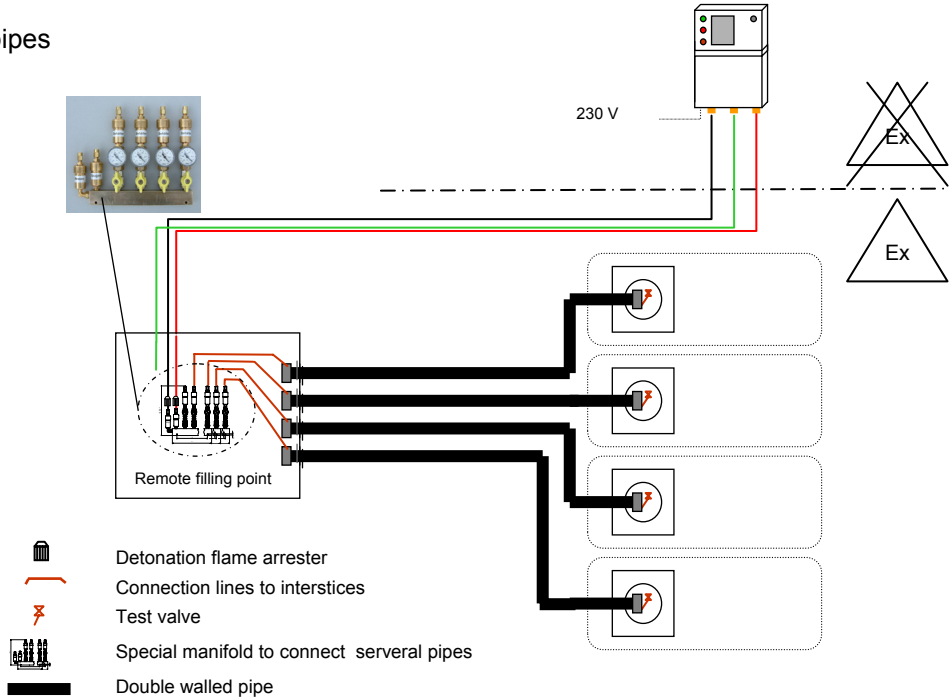 pipes
230 V
Ex
Ex
Remote filling point
Detonation flame arrester
Connection lines to interstices
Test valve
Special manifold to connect serveral pipes
Double walled pipe